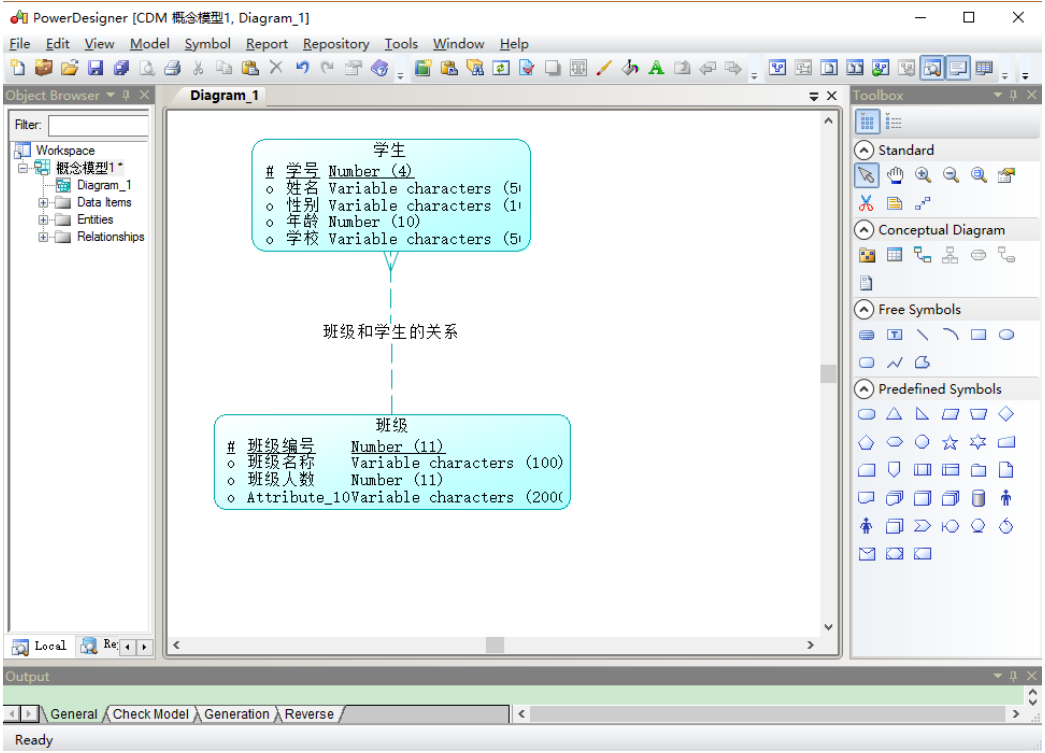 PowerDesigner [CDM 概念模型1, Diagram_1]
File Edit View Model Symbol Report Repository Tools Window Help
Object Browser
Diagram_1
Toolbox
Filter:
Workspace
概念模型1 *
Diagram_1
Data Items
Entities
Relationships
Local
学生
# 学号 Number (4)
o 姓名 Variable characters (5
o 性别 Variable characters (1
o 年龄 Number (10)
o 学校 Variable characters (5
班级和学生的关系
班级
# 班级编号 Number (11)
o 班级名称 Variable characters (100)
o 班级人数 Number (11)
o Attribute_10Variable characters (200
Standard
Conceptual Diagram
Free Symbols
Predefined Symbols
Output
General Check Model Generation Reverse
Ready